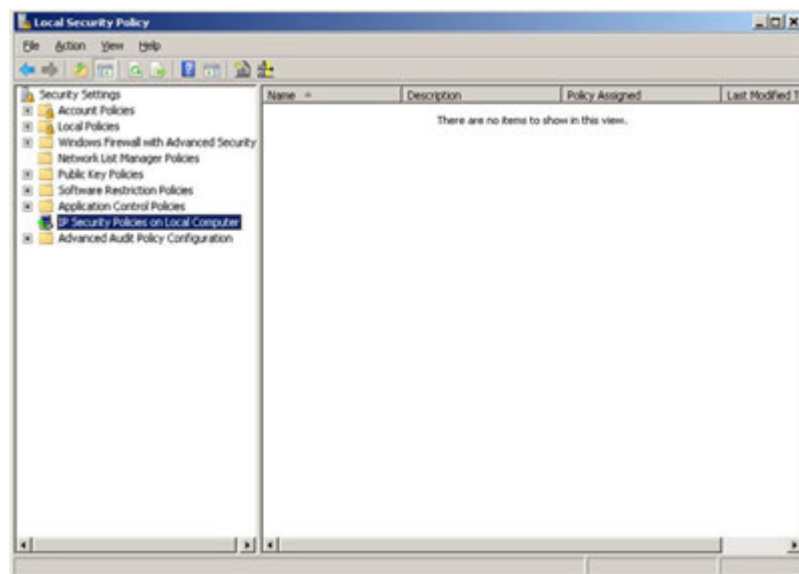 Local Security Policy
File Action View Help
Security Settings
Account Policies
Local Policies
Windows Firewall with Advanced Security
Network List Manager Policies
Public Key Policies
Software Restriction Policies
Application Control Policies
IP Security Policies on Local Computer
Advanced Audit Policy Configuration
Name Description Policy Assigned Last Modified T
There are no items to show in this view.